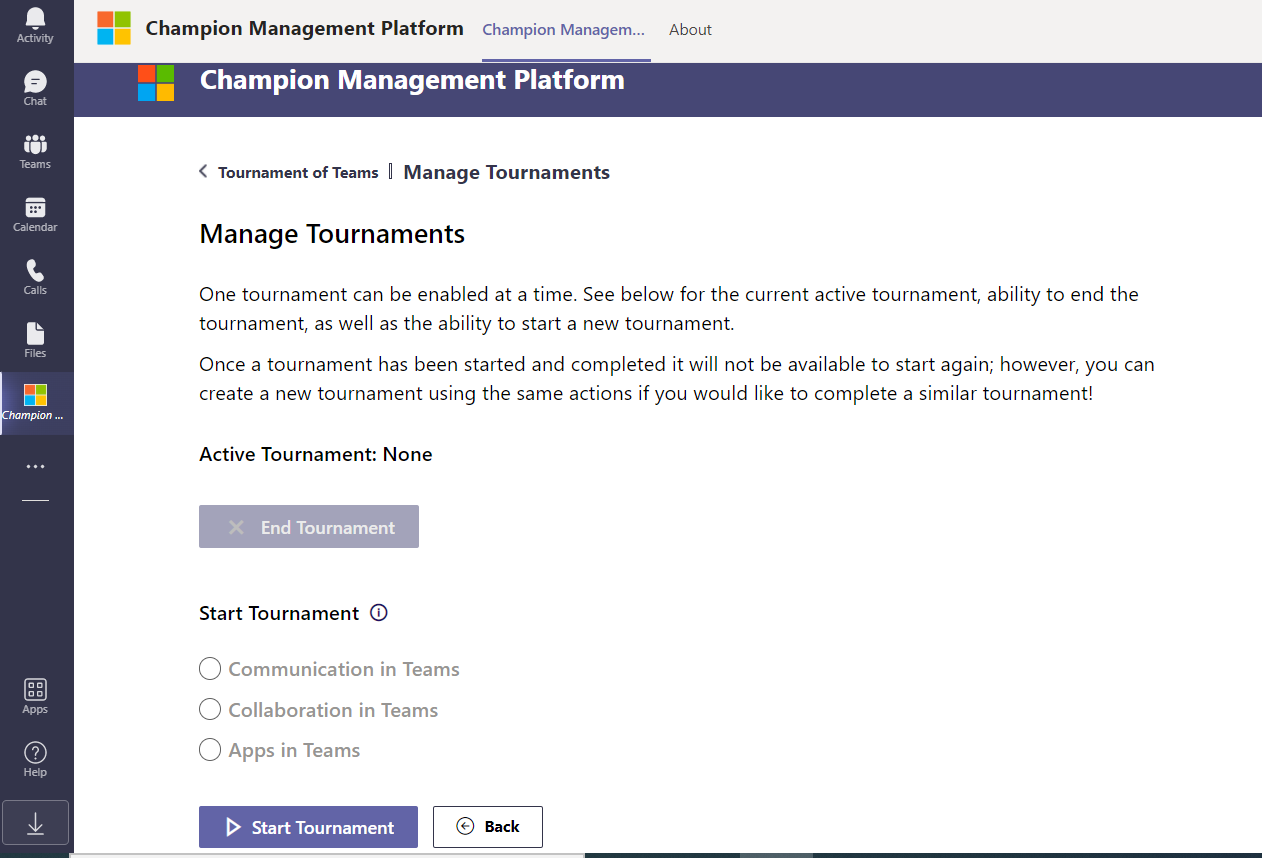 Activity
Chat
Teams
Calendar
Calls
Files
Champion ...
Apps
Help
Champion Management Platform
Champion Managem...
About
Champion Management Platform
Tournament of Teams | Manage Tournaments
Manage Tournaments
One tournament can be enabled at a time. See below for the current active tournament, ability to end the
tournament, as well as the ability to start a new tournament.
Once a tournament has been started and completed it will not be available to start again; however, you can
create a new tournament using the same actions if you would like to complete a similar tournament!
Active Tournament: None
End Tournament
Start Tournament
Communication in Teams
Collaboration in Teams
Apps in Teams
Start Tournament
Back